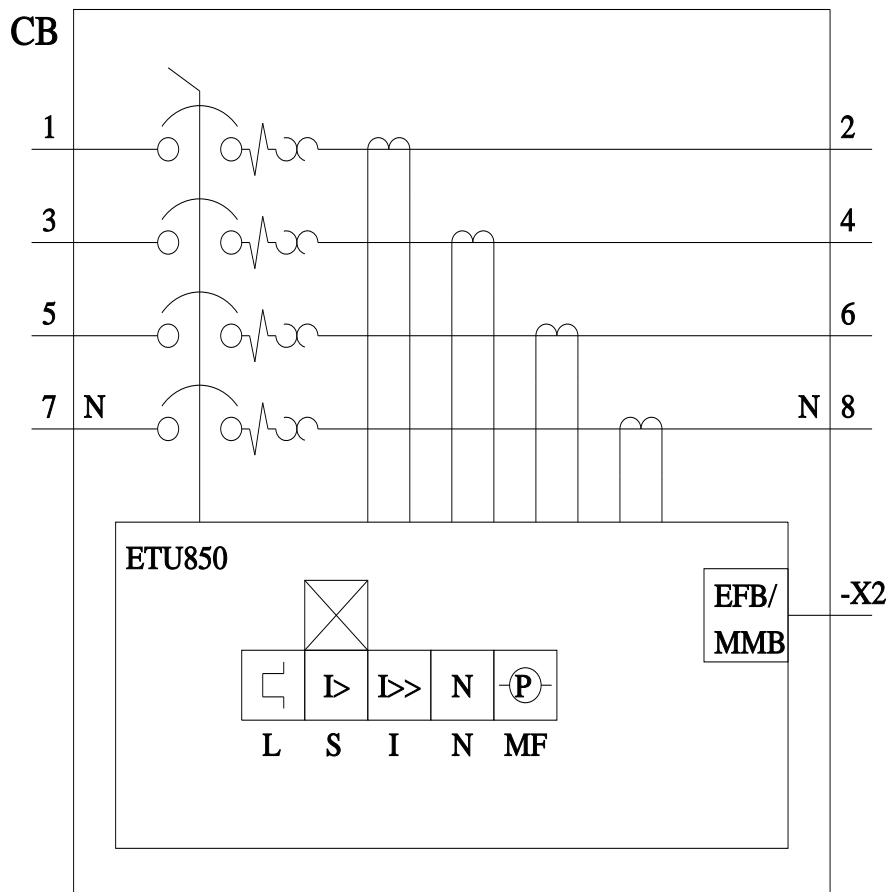 CB
1 2
3 4
5 6
7 N N 8
ETU850
EFB/ -X2
MMB
I> I>> N P
L S I N MF